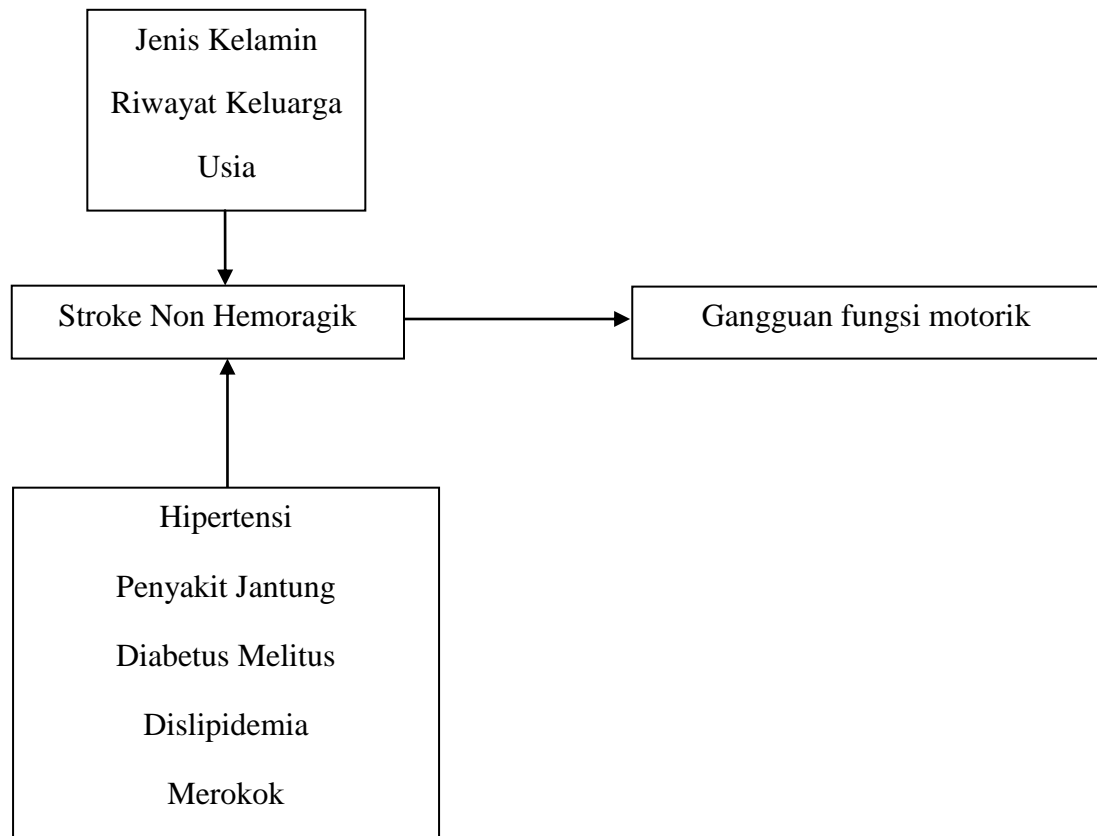 Jenis Kelamin
Riwayat Keluarga
Usia
Stroke Non Hemoragik
Gangguan fungsi motorik
Hipertensi
Penyakit Jantung
Diabetus Melitus
Dislipidemia
Merokok